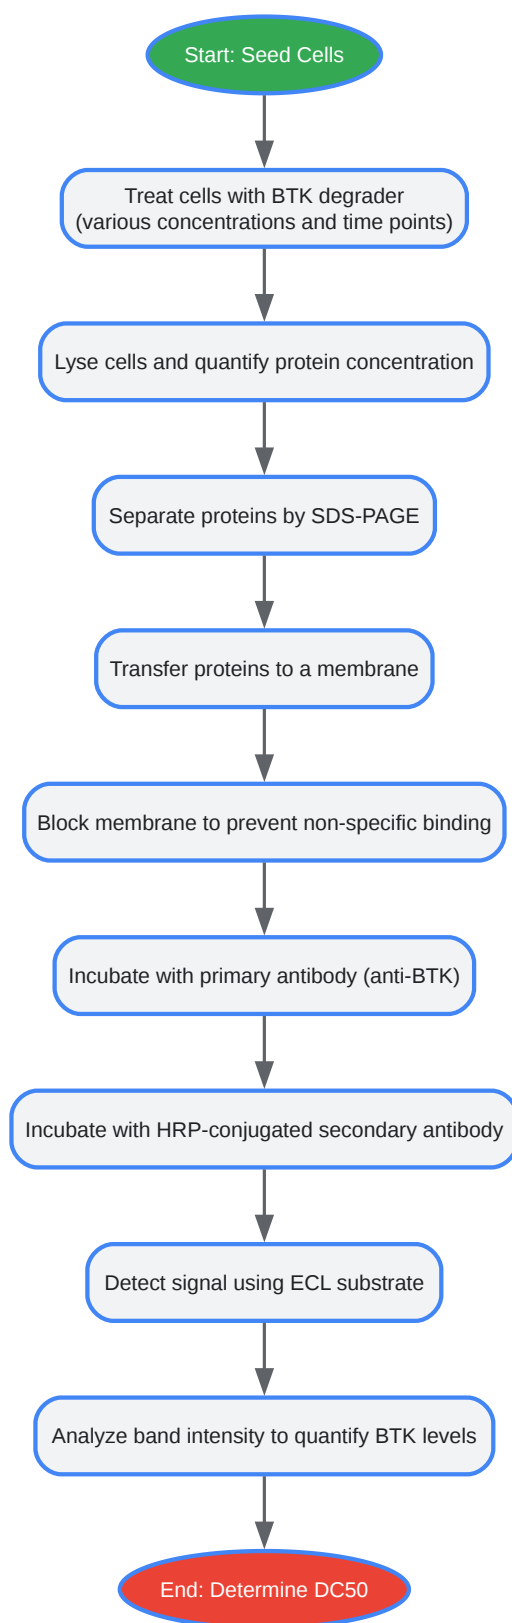 Start: Seed Cells
Treat cells with BTK degrader
(various concentrations and time points)
Lyse cells and quantify protein concentration
Separate proteins by SDS-PAGE
Transfer proteins to a membrane
Block membrane to prevent non-specific binding
Incubate with primary antibody (anti-BTK)
Incubate with HRP-conjugated secondary antibody
Detect signal using ECL substrate
Analyze band intensity to quantify BTK levels
End: Determine DC50